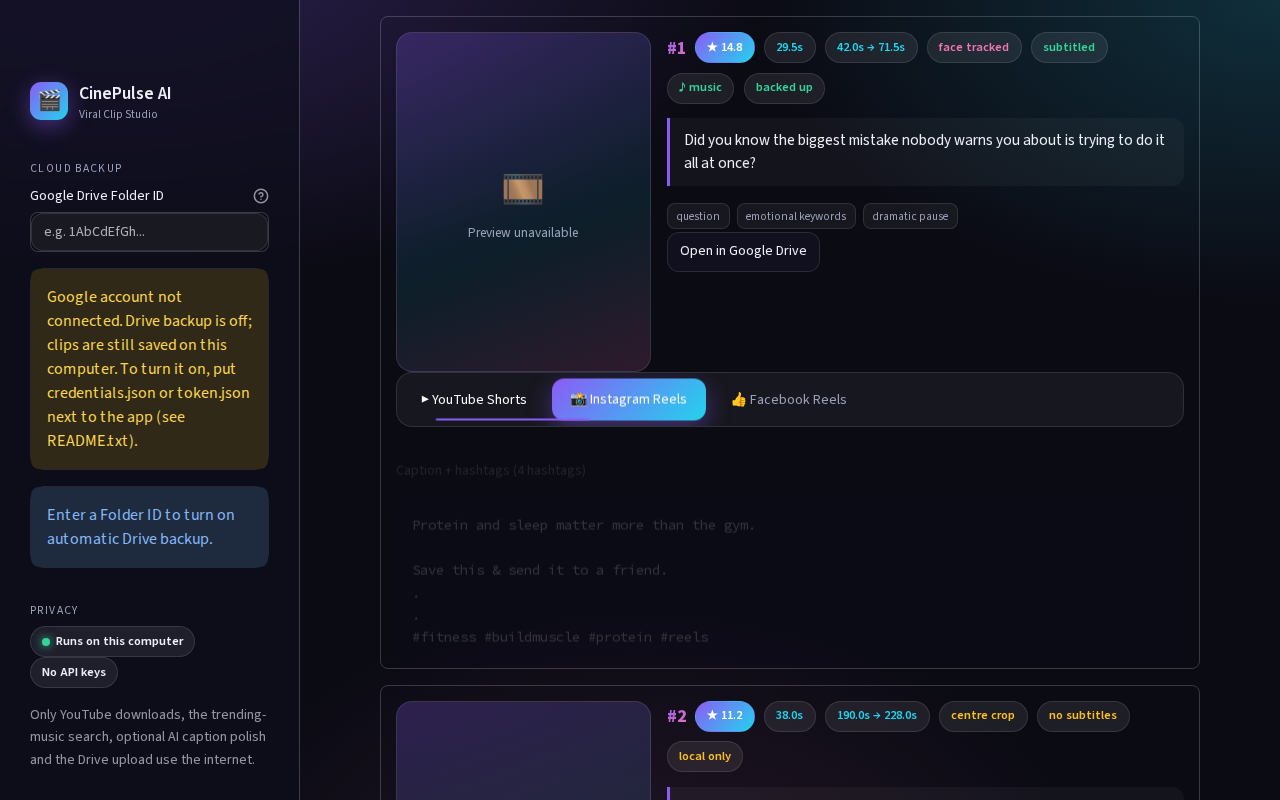 CinePulse AI
Viral Clip Studio
CLOUD BACKUP
Google Drive Folder ID
e.g. 1AbCdEfGh...
Google account not
connected. Drive backup is off;
clips are still saved on this
computer. To turn it on, put
credentials.json or token.json
next to the app (see
README.txt).
Enter a Folder ID to turn on
automatic Drive backup.
PRIVACY
Runs on this computer
No API keys
Only YouTube downloads, the trending-
music search, optional AI caption polish
and the Drive upload use the internet.
#1 ★ 14.8 29.5s 42.0s → 71.5s face tracked subtitled
♪ music backed up
Preview unavailable
Did you know the biggest mistake nobody warns you about is trying to do it
all at once?
question emotional keywords dramatic pause
Open in Google Drive
▶ YouTube Shorts 📸 Instagram Reels 👍 Facebook Reels
Caption + hashtags (4 hashtags)
Protein and sleep matter more than the gym.
Save this & send it to a friend.
.
.
#fitness #buildmuscle #protein #reels
#2 ★ 11.2 38.0s 190.0s → 228.0s centre crop no subtitles
local only